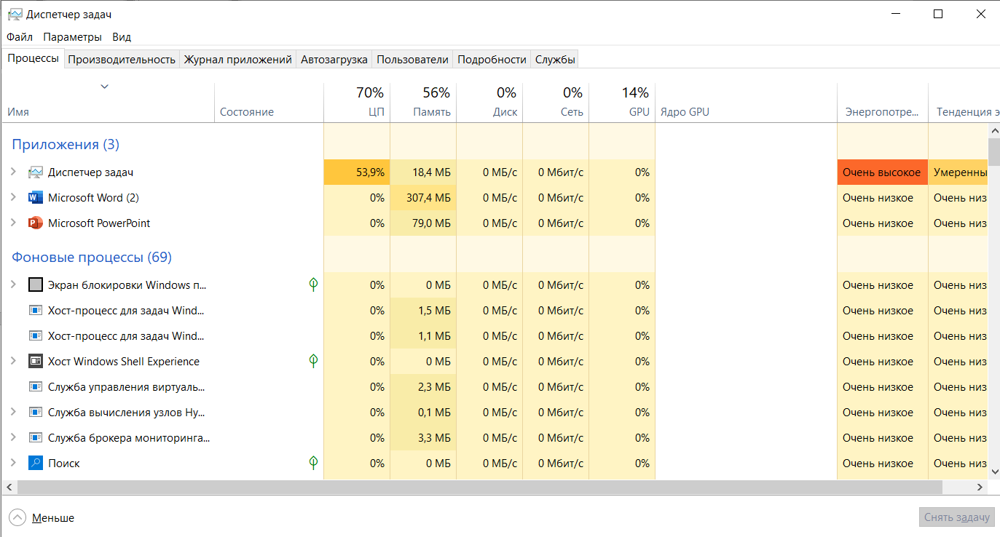 Диспетчер задач
Файл Параметры Вид
Процессы Производительность Журнал приложений Автозагрузка Пользователи Подробности Службы
70% 56% 0% 0% 14%
Имя Состояние ЦП Память Диск Сеть GPU Ядро GPU Энергопотре... Тенденция э
Приложения (3)
Диспетчер задач 53,9% 18,4 МБ 0 МБ/с 0 Мбит/с 0% Очень высокое Умеренны
Microsoft Word (2) 0% 307,4 МБ 0 МБ/с 0 Мбит/с 0% Очень низкое Очень низ
Microsoft PowerPoint 0% 79,0 МБ 0 МБ/с 0 Мбит/с 0% Очень низкое Очень низ
Фоновые процессы (69)
Экран блокировки Windows п... 0% 0 МБ 0 МБ/с 0 Мбит/с 0% Очень низкое Очень низ
Хост-процесс для задач Wind... 0% 1,5 МБ 0 МБ/с 0 Мбит/с 0% Очень низкое Очень низ
Хост-процесс для задач Wind... 0% 1,1 МБ 0 МБ/с 0 Мбит/с 0% Очень низкое Очень низ
Хост Windows Shell Experience 0% 0 МБ 0 МБ/с 0 Мбит/с 0% Очень низкое Очень низ
Служба управления виртуаль... 0% 2,3 МБ 0 МБ/с 0 Мбит/с 0% Очень низкое Очень низ
Служба вычисления узлов Hy... 0% 0,1 МБ 0 МБ/с 0 Мбит/с 0% Очень низкое Очень низ
Служба брокера мониторинга... 0% 3,3 МБ 0 МБ/с 0 Мбит/с 0% Очень низкое Очень низ
Поиск 0% 0 МБ 0 МБ/с 0 Мбит/с 0% Очень низкое Очень низ
Меньше Снять задачу